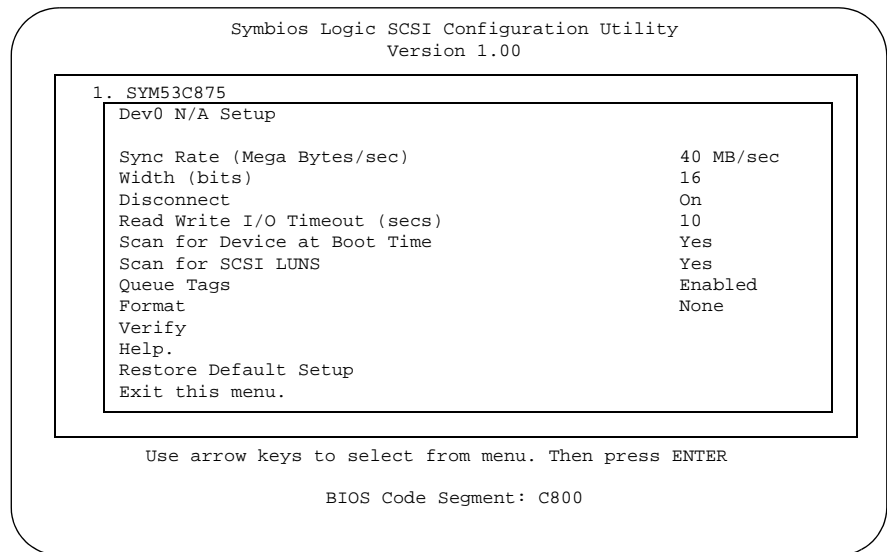 Symbios Logic SCSI Configuration Utility
Version 1.00
1. SYM53C875
Dev0 N/A Setup
Sync Rate (Mega Bytes/sec) 40 MB/sec
Width (bits) 16
Disconnect On
Read Write I/O Timeout (secs) 10
Scan for Device at Boot Time Yes
Scan for SCSI LUNS Yes
Queue Tags Enabled
Format None
Verify
Help.
Restore Default Setup
Exit this menu.
Use arrow keys to select from menu. Then press ENTER
BIOS Code Segment: C800